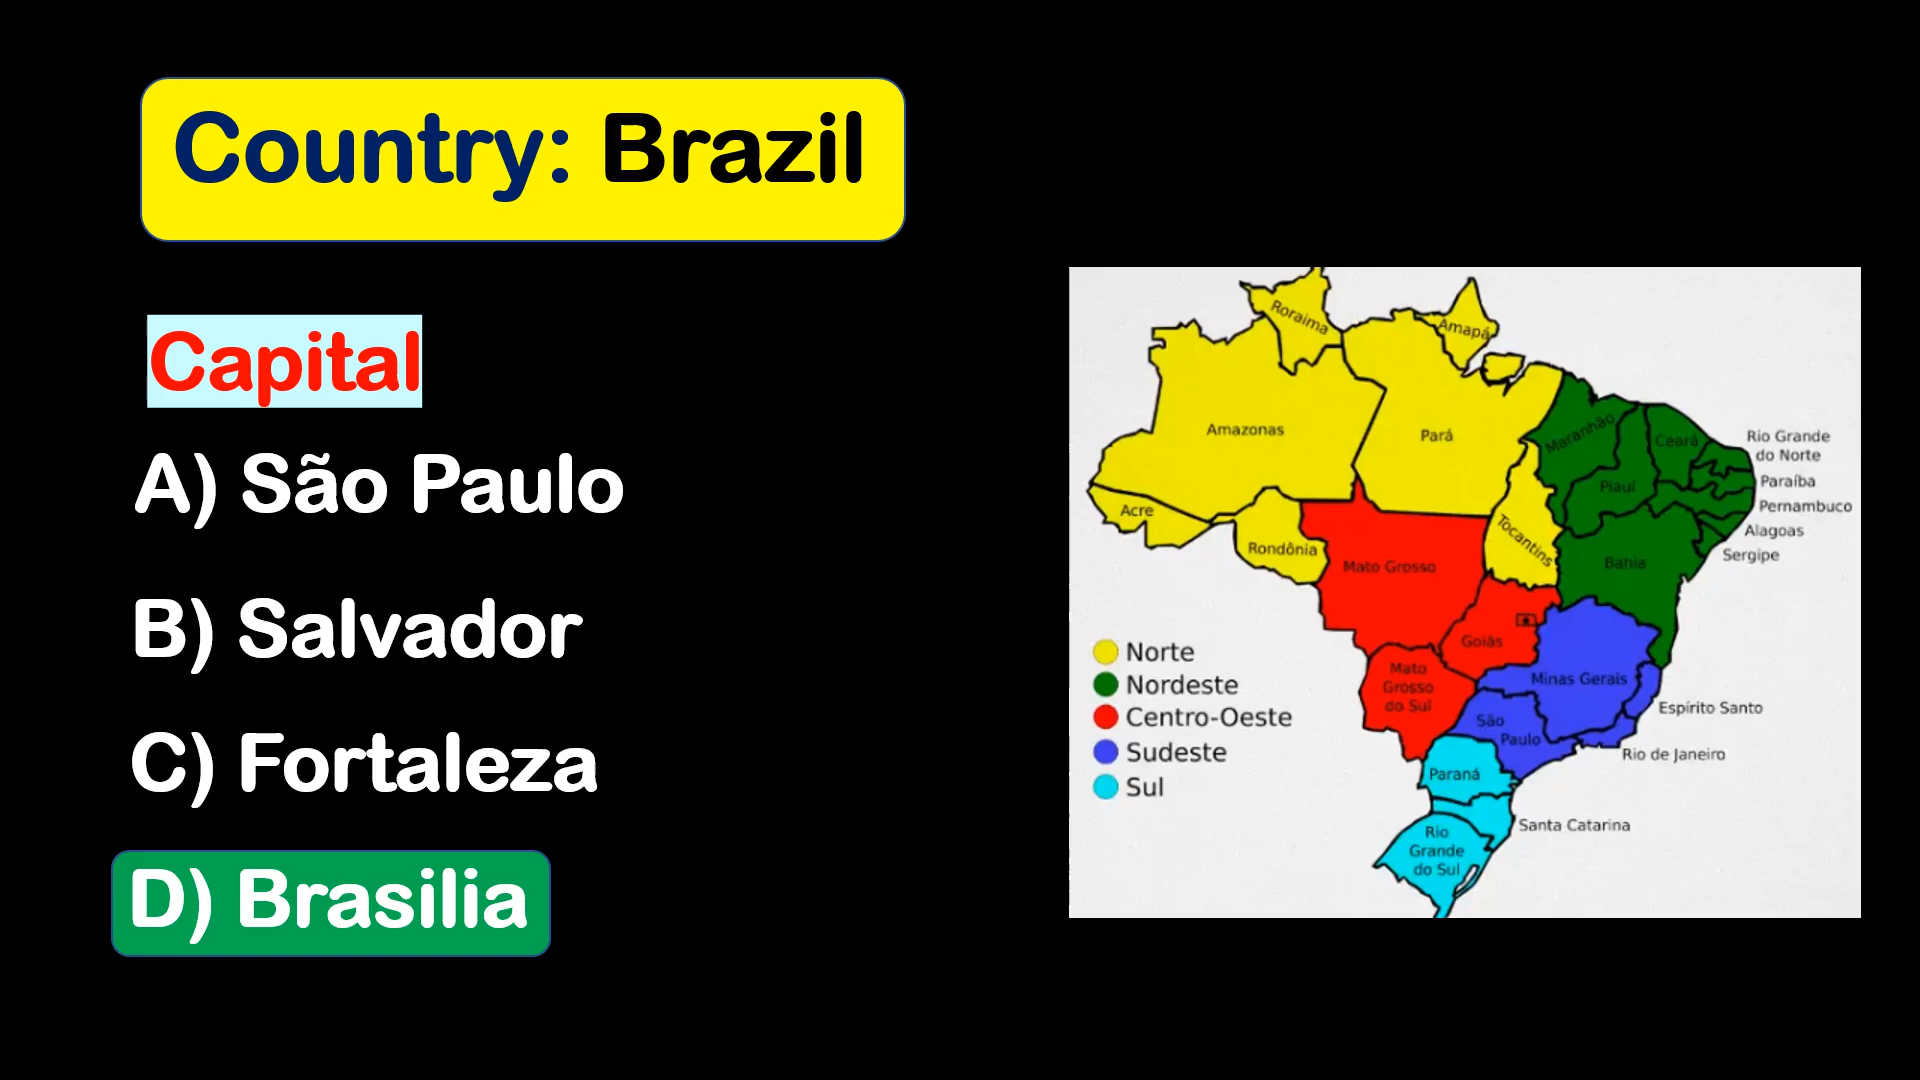 Country: Brazil
Capital
A) São Paulo
B) Salvador
C) Fortaleza
D) Brasilia
Roraima
Amapá
Amazonas
Pará
Maranhão
Ceará
Rio Grande
do Norte
Piauí
Paraíba
Pernambuco
Alagoas
Sergipe
Acre
Rondônia
Tocantins
Mato Grosso
Bahia
Goiás
Mato
Grosso
do Sul
Minas Gerais
Espírito Santo
São
Paulo
Rio de Janeiro
Paraná
Santa Catarina
Rio
Grande
do Sul
Norte
Nordeste
Centro-Oeste
Sudeste
Sul